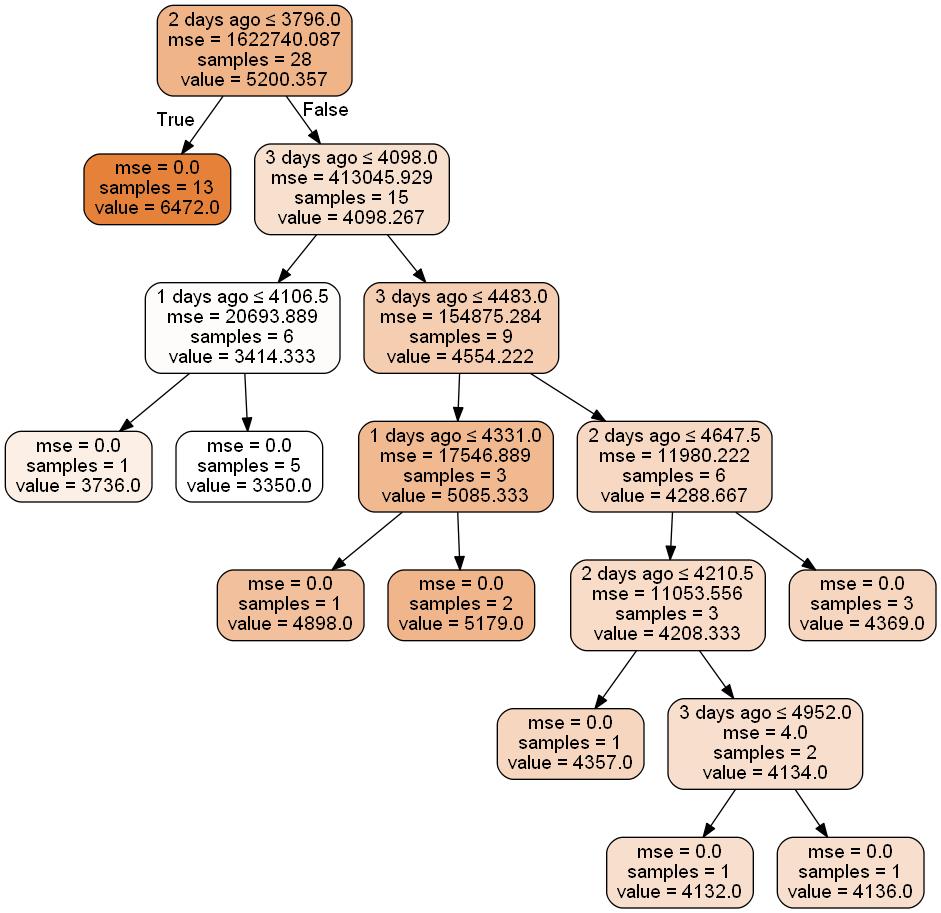 2 days ago ≤ 3796.0
mse = 1622740.087
samples = 28
value = 5200.357
True
False
mse = 0.0
samples = 13
value = 6472.0
3 days ago ≤ 4098.0
mse = 413045.929
samples = 15
value = 4098.267
1 days ago ≤ 4106.5
mse = 20693.889
samples = 6
value = 3414.333
3 days ago ≤ 4483.0
mse = 154875.284
samples = 9
value = 4554.222
mse = 0.0
samples = 1
value = 3736.0
mse = 0.0
samples = 5
value = 3350.0
1 days ago ≤ 4331.0
mse = 17546.889
samples = 3
value = 5085.333
2 days ago ≤ 4647.5
mse = 11980.222
samples = 6
value = 4288.667
mse = 0.0
samples = 1
value = 4898.0
mse = 0.0
samples = 2
value = 5179.0
2 days ago ≤ 4210.5
mse = 11053.556
samples = 3
value = 4208.333
mse = 0.0
samples = 3
value = 4369.0
mse = 0.0
samples = 1
value = 4357.0
3 days ago ≤ 4952.0
mse = 4.0
samples = 2
value = 4134.0
mse = 0.0
samples = 1
value = 4132.0
mse = 0.0
samples = 1
value = 4136.0